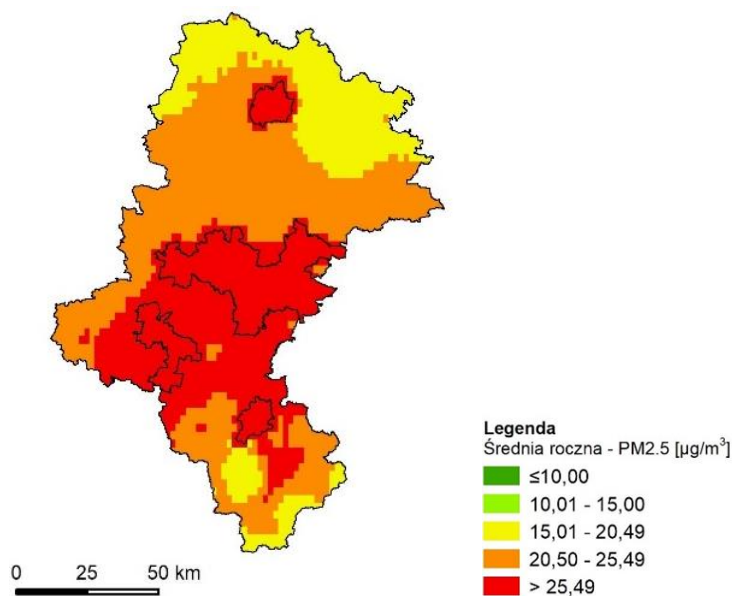 Legenda
Średnia roczna - PM2.5 [µg/m³]
≤10,00
10,01 - 15,00
15,01 - 20,49
20,50 - 25,49
> 25,49
0 25 50 km